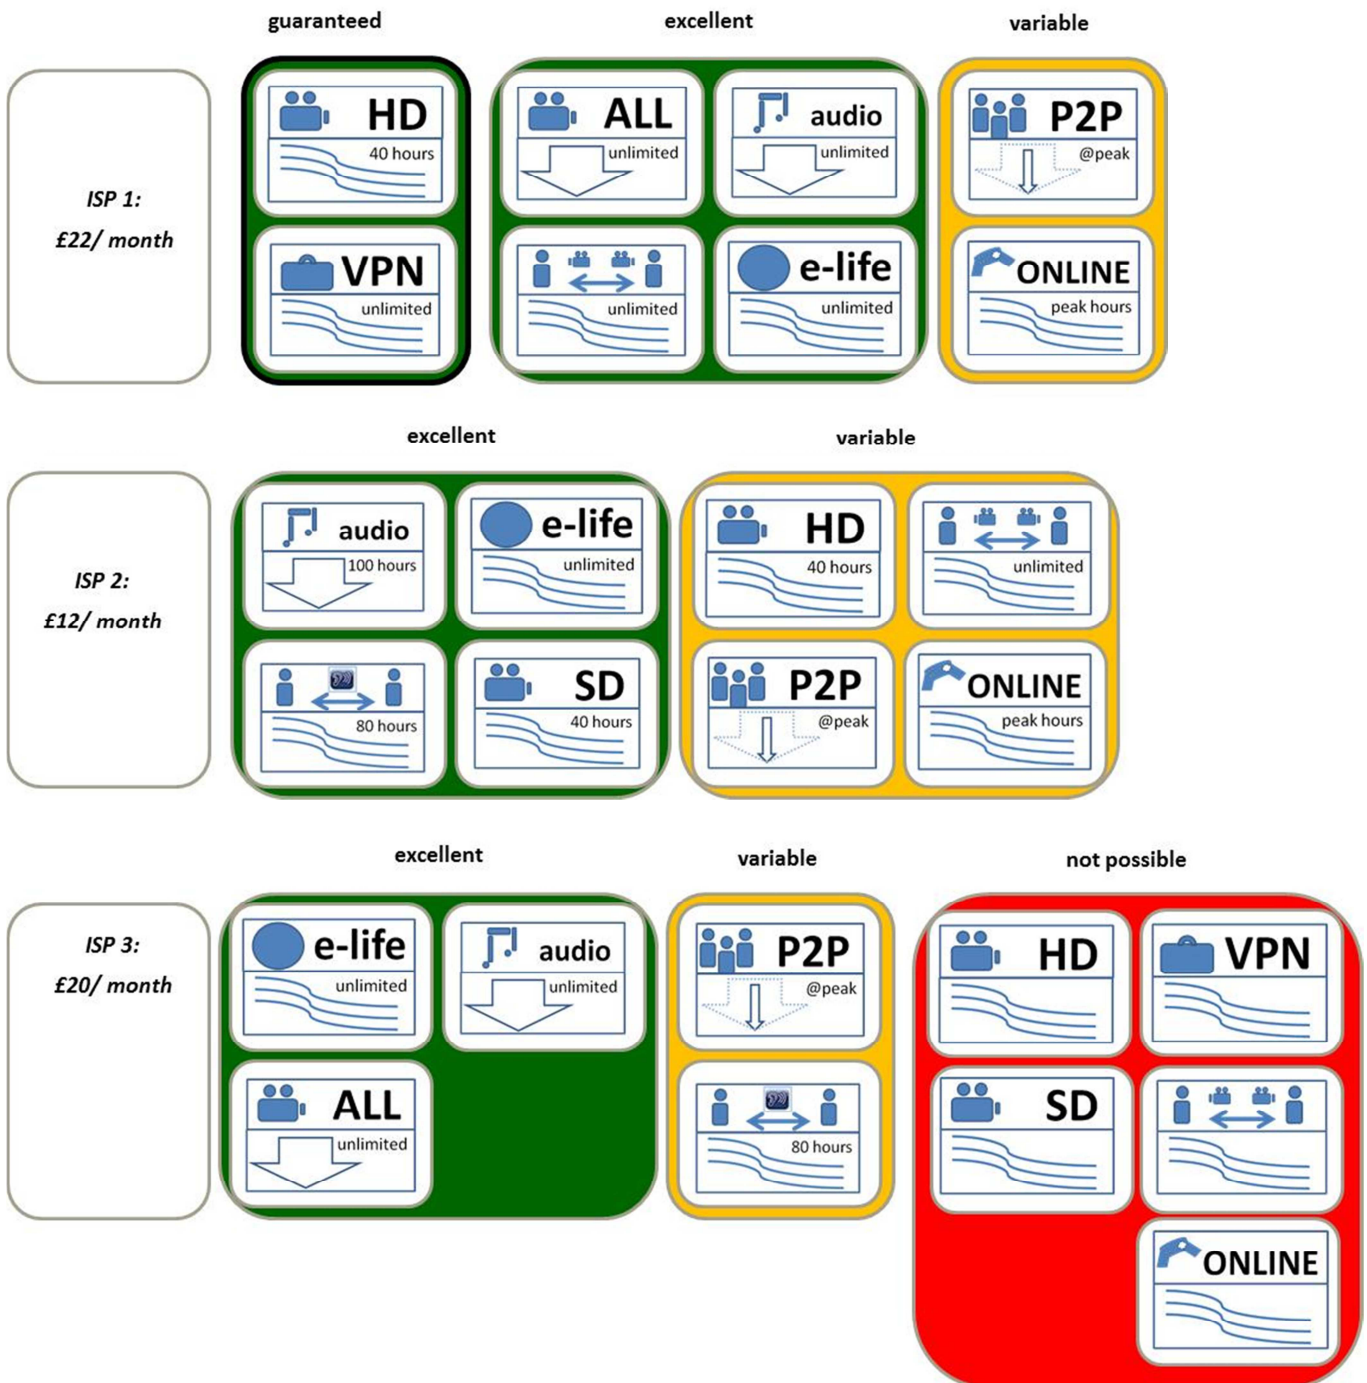 guaranteed excellent variable
ISP 1:
£22/ month
HD
40 hours
ALL
unlimited
audio
unlimited
P2P
@peak
VPN
unlimited
unlimited
e-life
unlimited
ONLINE
peak hours
excellent variable
ISP 2:
£12/ month
audio
100 hours
e-life
unlimited
HD
40 hours
unlimited
80 hours
SD
40 hours
P2P
@peak
ONLINE
peak hours
excellent variable not possible
ISP 3:
£20/ month
e-life
unlimited
audio
unlimited
P2P
@peak
HD
VPN
ALL
unlimited
80 hours
SD
ONLINE